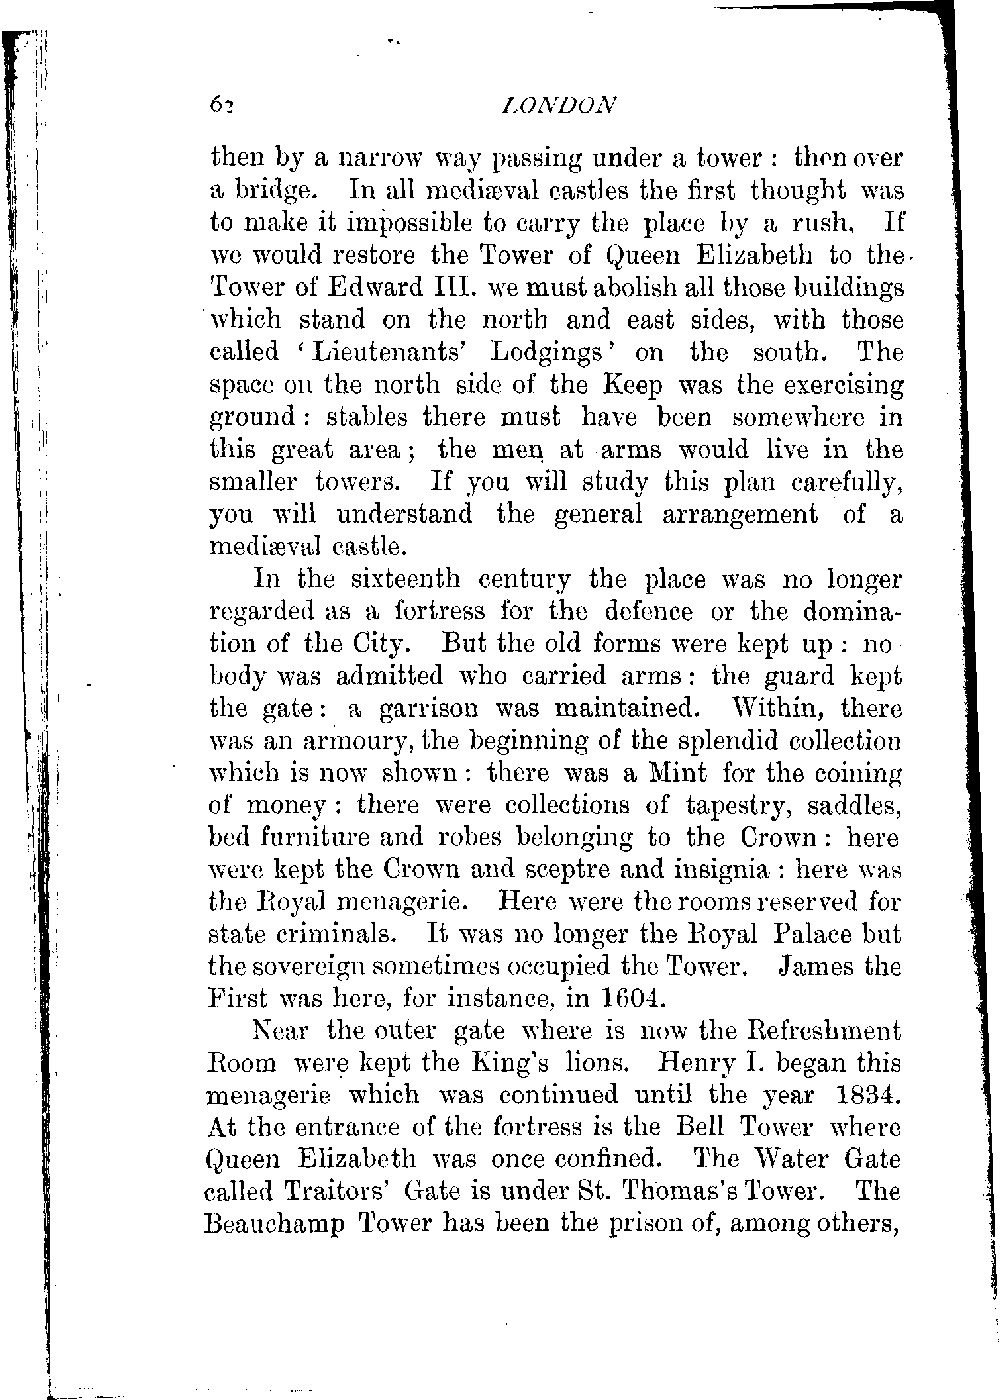 62 LONDON
then by a narrow way passing under a tower : then over
a bridge. In all mediæval castles the first thought was
to make it impossible to carry the place by a rush. If
we would restore the Tower of Queen Elizabeth to the
Tower of Edward III. we must abolish all those buildings
which stand on the north and east sides, with those
called ‘ Lieutenants’ Lodgings ’ on the south. The
space on the north side of the Keep was the exercising
ground : stables there must have been somewhere in
this great area ; the men at arms would live in the
smaller towers. If you will study this plan carefully,
you will understand the general arrangement of a
mediæval castle.
In the sixteenth century the place was no longer
regarded as a fortress for the defence or the domina-
tion of the City. But the old forms were kept up : no
body was admitted who carried arms : the guard kept
the gate : a garrison was maintained. Within, there
was an armoury, the beginning of the splendid collection
which is now shown : there was a Mint for the coining
of money : there were collections of tapestry, saddles,
bed furniture and robes belonging to the Crown : here
were kept the Crown and sceptre and insignia : here was
the Royal menagerie. Here were the rooms reserved for
state criminals. It was no longer the Royal Palace but
the sovereign sometimes occupied the Tower. James the
First was here, for instance, in 1604.
Near the outer gate where is now the Refreshment
Room were kept the King's lions. Henry I. began this
menagerie which was continued until the year 1834.
At the entrance of the fortress is the Bell Tower where
Queen Elizabeth was once confined. The Water Gate
called Traitors’ Gate is under St. Thomas's Tower. The
Beauchamp Tower has been the prison of, among others,